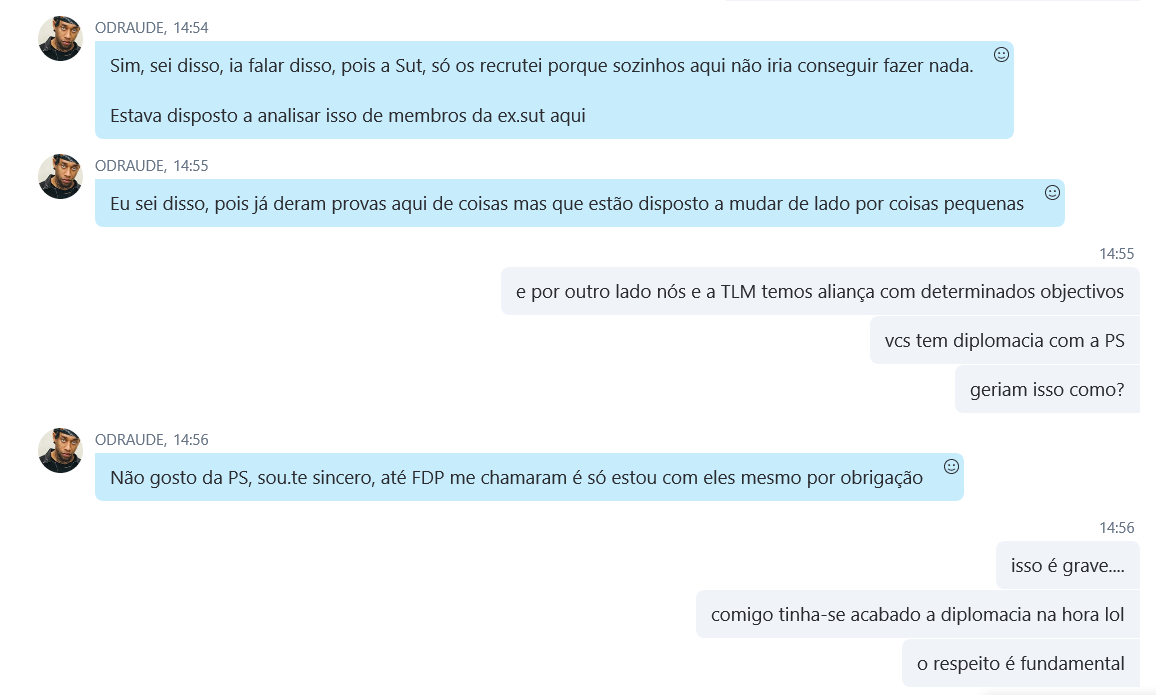 ODRAUDE, 14:54
Sim, sei disso, ia falar disso, pois a Sut, só os recrutei porque sozinhos aqui não iria conseguir fazer nada.
Estava disposto a analisar isso de membros da ex.sut aqui
ODRAUDE, 14:55
Eu sei disso, pois já deram provas aqui de coisas mas que estão disposto a mudar de lado por coisas pequenas
14:55
e por outro lado nós e a TLM temos aliança com determinados objectivos
vcs tem diplomacia com a PS
geriam isso como?
ODRAUDE, 14:56
Não gosto da PS, sou.te sincero, até FDP me chamaram é só estou com eles mesmo por obrigação
14:56
isso é grave....
comigo tinha-se acabado a diplomacia na hora lol
o respeito é fundamental